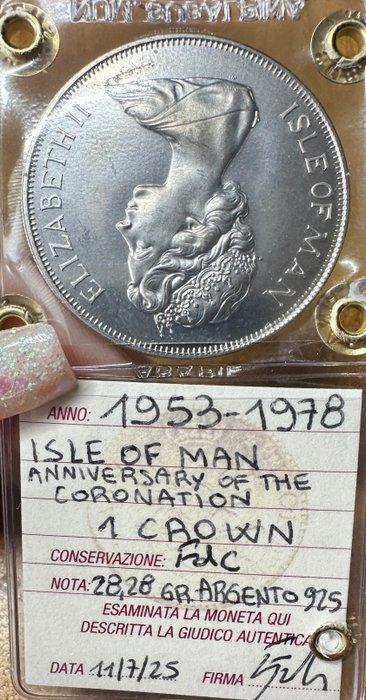 ELIZABETH II
ISLE OF MAN
ANNO: 1953-1978
ISLE OF MAN
ANNIVERSARY OF THE
CORONATION
1 CROWN
CONSERVAZIONE: FdC
NOTA: 28,28 GR. ARGENTO 925
ESAMINATA LA MONETA QUI
DESCRITTA LA GIUDICO AUTENTICA
DATA 11/7/25 FIRMA